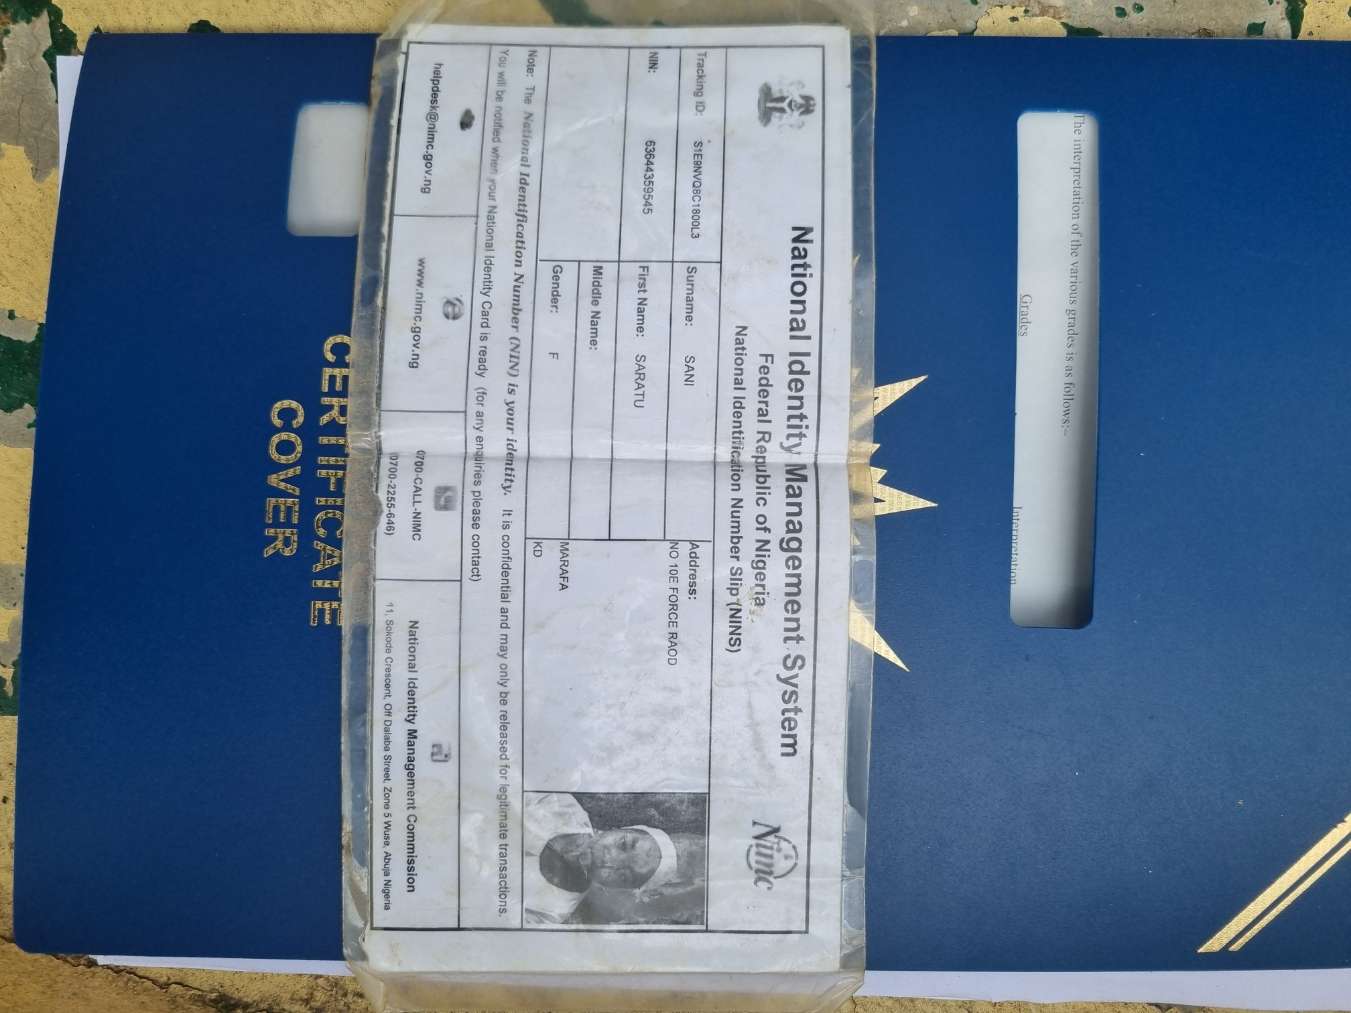 National Identity Management System
Federal Republic of Nigeria
National Identification Number Slip (NINS)
Nimc
Tracking ID: S1E9NVQ8C1800L3
Surname: SANI
Address:
NO 10E FORCE RAOD
NIN: 63644359545
First Name: SARATU
Middle Name:
Gender: F
MARAFA
KD
Note: The National Identification Number (NIN) is your identity. It is confidential and may only be released for legitimate transactions.
You will be notified when your National Identity Card is ready (for any enquiries please contact)
helpdesk@nimc.gov.ng
www.nimc.gov.ng
0700-CALL-NIMC
(0700-2255-646)
National Identity Management Commission
11, Sokode Crescent, Off Dalaba Street, Zone 5 Wuse, Abuja Nigeria
CERTIFICATE
COVER
The interpretation of the various grades is as follows:-
Grades
Interpretation